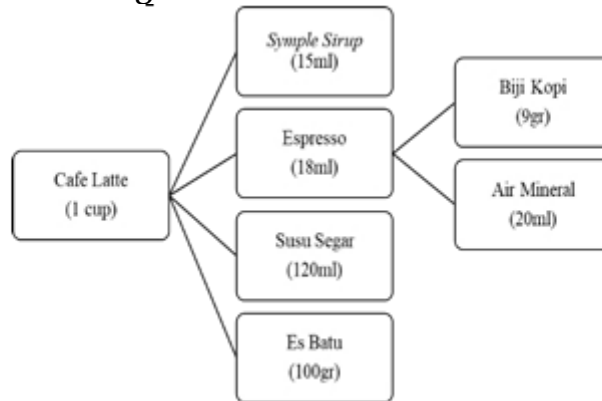 Cafe Latte
(1 cup)
Symple Sirup
(15ml)
Espresso
(18ml)
Susu Segar
(120ml)
Es Batu
(100gr)
Biji Kopi
(9gr)
Air Mineral
(20ml)